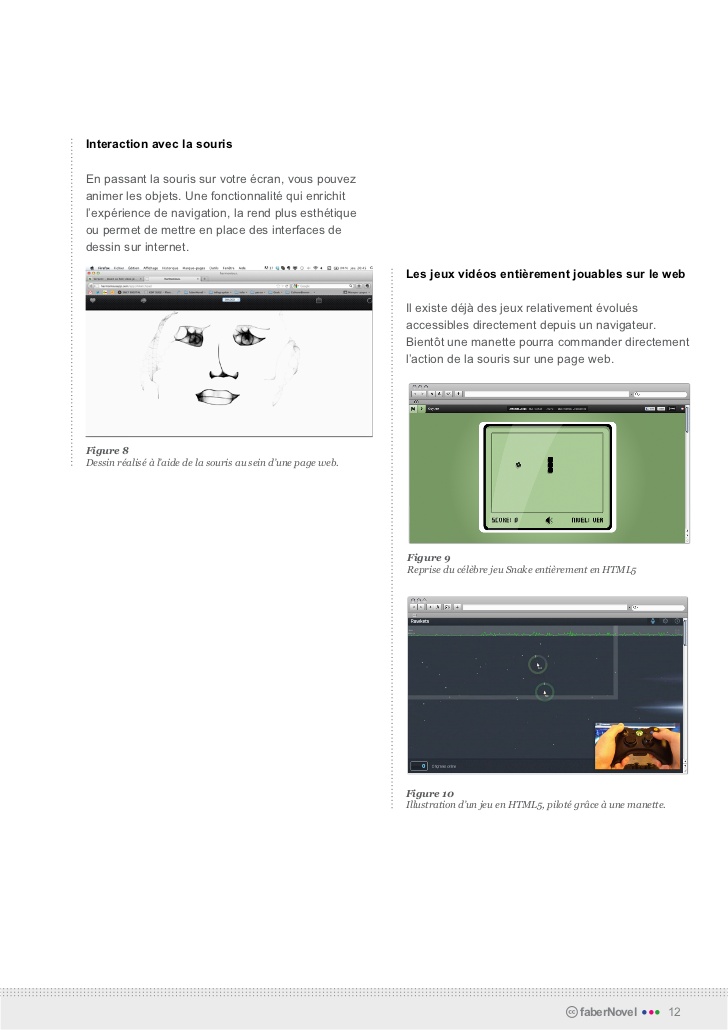 Interaction avec la souris
En passant la souris sur votre écran, vous pouvez
animer les objets. Une fonctionnalité qui enrichit
l'expérience de navigation, la rend plus esthétique
ou permet de mettre en place des interfaces de
dessin sur internet.
Figure 8
Dessin réalisé à l'aide de la souris au sein d'une page web.
Les jeux vidéos entièrement jouables sur le web
Il existe déjà des jeux relativement évolués
accessibles directement depuis un navigateur.
Bientôt une manette pourra commander directement
l'action de la souris sur une page web.
SCORE: 0
Figure 9
Reprise du célèbre jeu Snake entièrement en HTML5
Rawkets
0
Figure 10
Illustration d'un jeu en HTML5, piloté grâce à une manette.
cc faberNovel 12